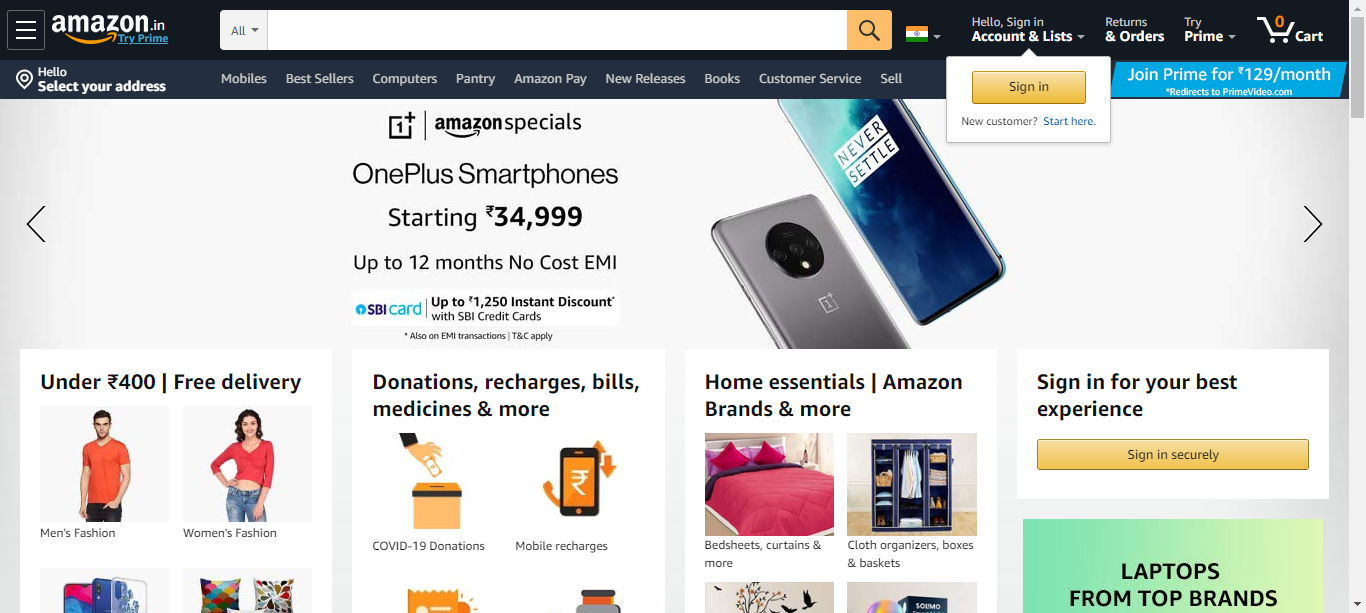 amazon.in
Try Prime
All
Hello, Sign in
Account & Lists
Returns
& Orders
Try
Prime
0
Cart
Hello
Select your address
Mobiles
Best Sellers
Computers
Pantry
Amazon Pay
New Releases
Books
Customer Service
Sell
Join Prime for ₹129/month
*Redirects to PrimeVideo.com
Sign in
New customer? Start here.
1+ | amazonspecials
OnePlus Smartphones
Starting ₹34,999
Up to 12 months No Cost EMI
SBI card
Up to ₹1,250 Instant Discount*
with SBI Credit Cards
* Also on EMI transactions | T&C apply
NEVER
SETTLE
1+
Under ₹400 | Free delivery
Men's Fashion
Women's Fashion
Donations, recharges, bills,
medicines & more
₹
COVID-19 Donations
Mobile recharges
Home essentials | Amazon
Brands & more
Bedsheets, curtains &
more
Cloth organizers, boxes
& baskets
SOLIMO
Sign in for your best
experience
Sign in securely
LAPTOPS
FROM TOP BRANDS